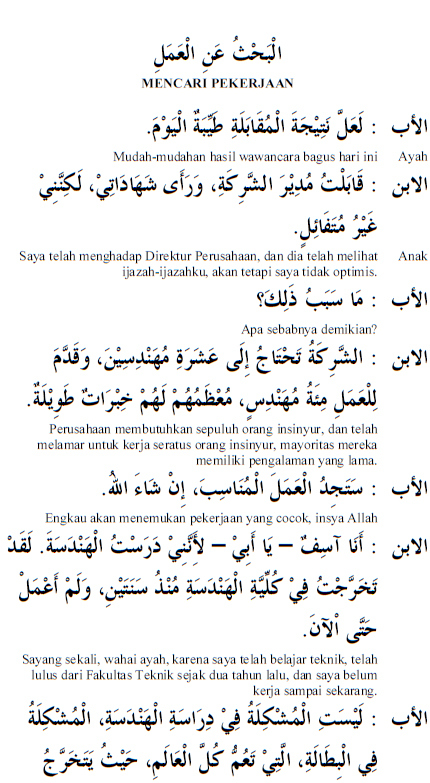 الْبَحْثُ عَنِ الْعَمَلِ
MENCARI PEKERJAAN
الأب : لَعَلَّ نَتِيْجَةَ الْمُقَابَلَةِ طَيِّبَةٌ الْيَوْمَ.
Mudah-mudahan hasil wawancara bagus hari ini Ayah
الابن : قَابَلْتُ مُدِيْرَ الشَّرِكَةِ، وَرَأَى شَهَادَاتِيْ، لَكِنَّنِيْ
غَيْرُ مُتَفَائِلٍ.
Saya telah menghadap Direktur Perusahaan, dan dia telah melihat Anak
ijazah-ijazahku, akan tetapi saya tidak optimis.
الأب : مَا سَبَبُ ذَلِكَ؟
Apa sebabnya demikian?
الابن : الشَّرِكَةُ تَحْتَاجُ إِلَى عَشَرَةِ مُهَنْدِسِيْنَ، وَقَدَّمَ
لِلْعَمَلِ مِئَةُ مُهَنْدِسٍ، مُعْظَمُهُمْ لَهُمْ خِبْرَاتٌ طَوِيْلَةٌ.
Perusahaan membutuhkan sepuluh orang insinyur, dan telah
melamar untuk kerja seratus orang insinyur, mayoritas mereka
memiliki pengalaman yang lama.
الأب : سَتَجِدُ الْعَمَلَ الْمُنَاسِبَ، إِنْ شَاءَ اللهُ.
Engkau akan menemukan pekerjaan yang cocok, insya Allah
الابن : أَنَا آسِفٌ – يَا أَبِيْ – لِأَنَّنِيْ دَرَسْتُ الْهَنْدَسَةَ. لَقَدْ
تَخَرَّجْتُ فِيْ كُلِّيَّةِ الْهَنْدَسَةِ مُنْذُ سَنَتَيْنِ، وَلَمْ أَعْمَلْ
حَتَّى اْلآنَ.
Sayang sekali, wahai ayah, karena saya telah belajar teknik, telah
lulus dari Fakultas Teknik sejak dua tahun lalu, dan saya belum
kerja sampai sekarang.
الأب : لَيْسَتِ الْمُشْكِلَةُ فِيْ دِرَاسَةِ الْهَنْدَسَةِ، الْمُشْكِلَةُ
فِي الْبَطَالَةِ، الَّتِيْ تَعُمُّ كُلَّ الْعَالَمِ، حَيْثُ يَتَخَرَّجُ